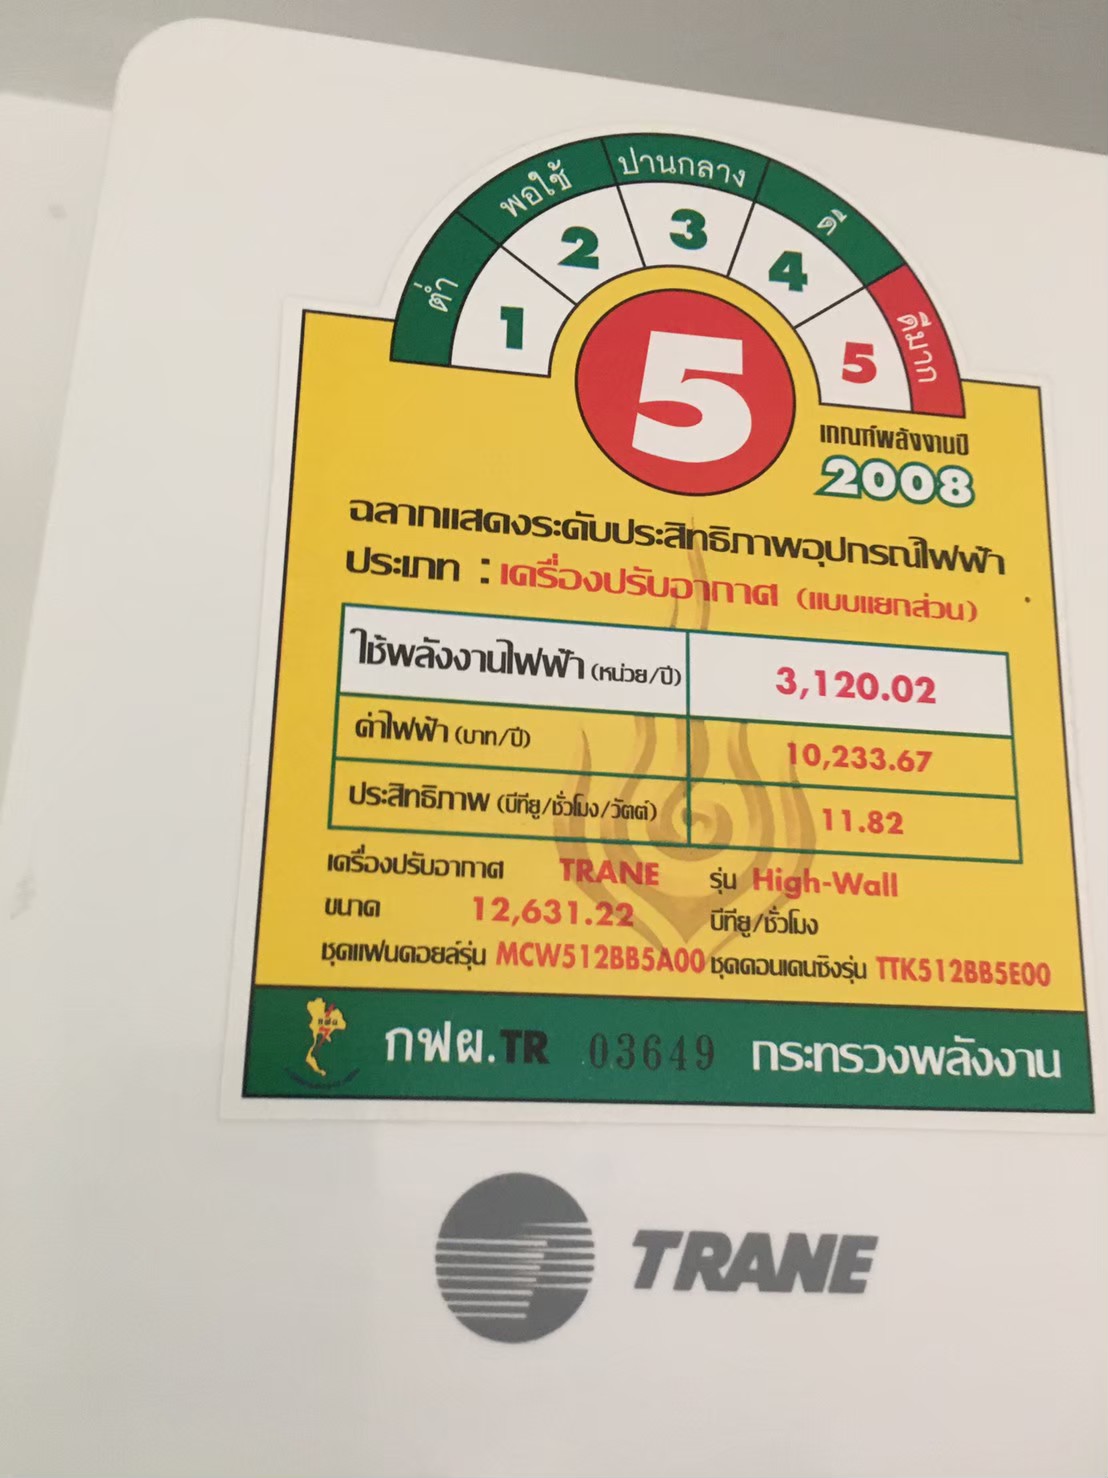 ต่ำ พอใช้ ปานกลาง ดี ดีมาก
1 2 3 4 5
5
เกณฑ์พลังงานปี
2008
ฉลากแสดงระดับประสิทธิภาพอุปกรณ์ไฟฟ้า
ประเภท : เครื่องปรับอากาศ (แบบแยกส่วน)
ใช้พลังงานไฟฟ้า (หน่วย/ปี) 3,120.02
ค่าไฟฟ้า (บาท/ปี) 10,233.67
ประสิทธิภาพ (บีทียู/ชั่วโมง/วัตต์) 11.82
เครื่องปรับอากาศ TRANE รุ่น High-Wall
ขนาด 12,631.22 บีทียู/ชั่วโมง
ชุดแฟนคอยล์รุ่น MCW512BB5A00 ชุดคอนเดนซิงรุ่น TTK512BB5E00
กฟผ.TR 03649 กระทรวงพลังงาน
TRANE